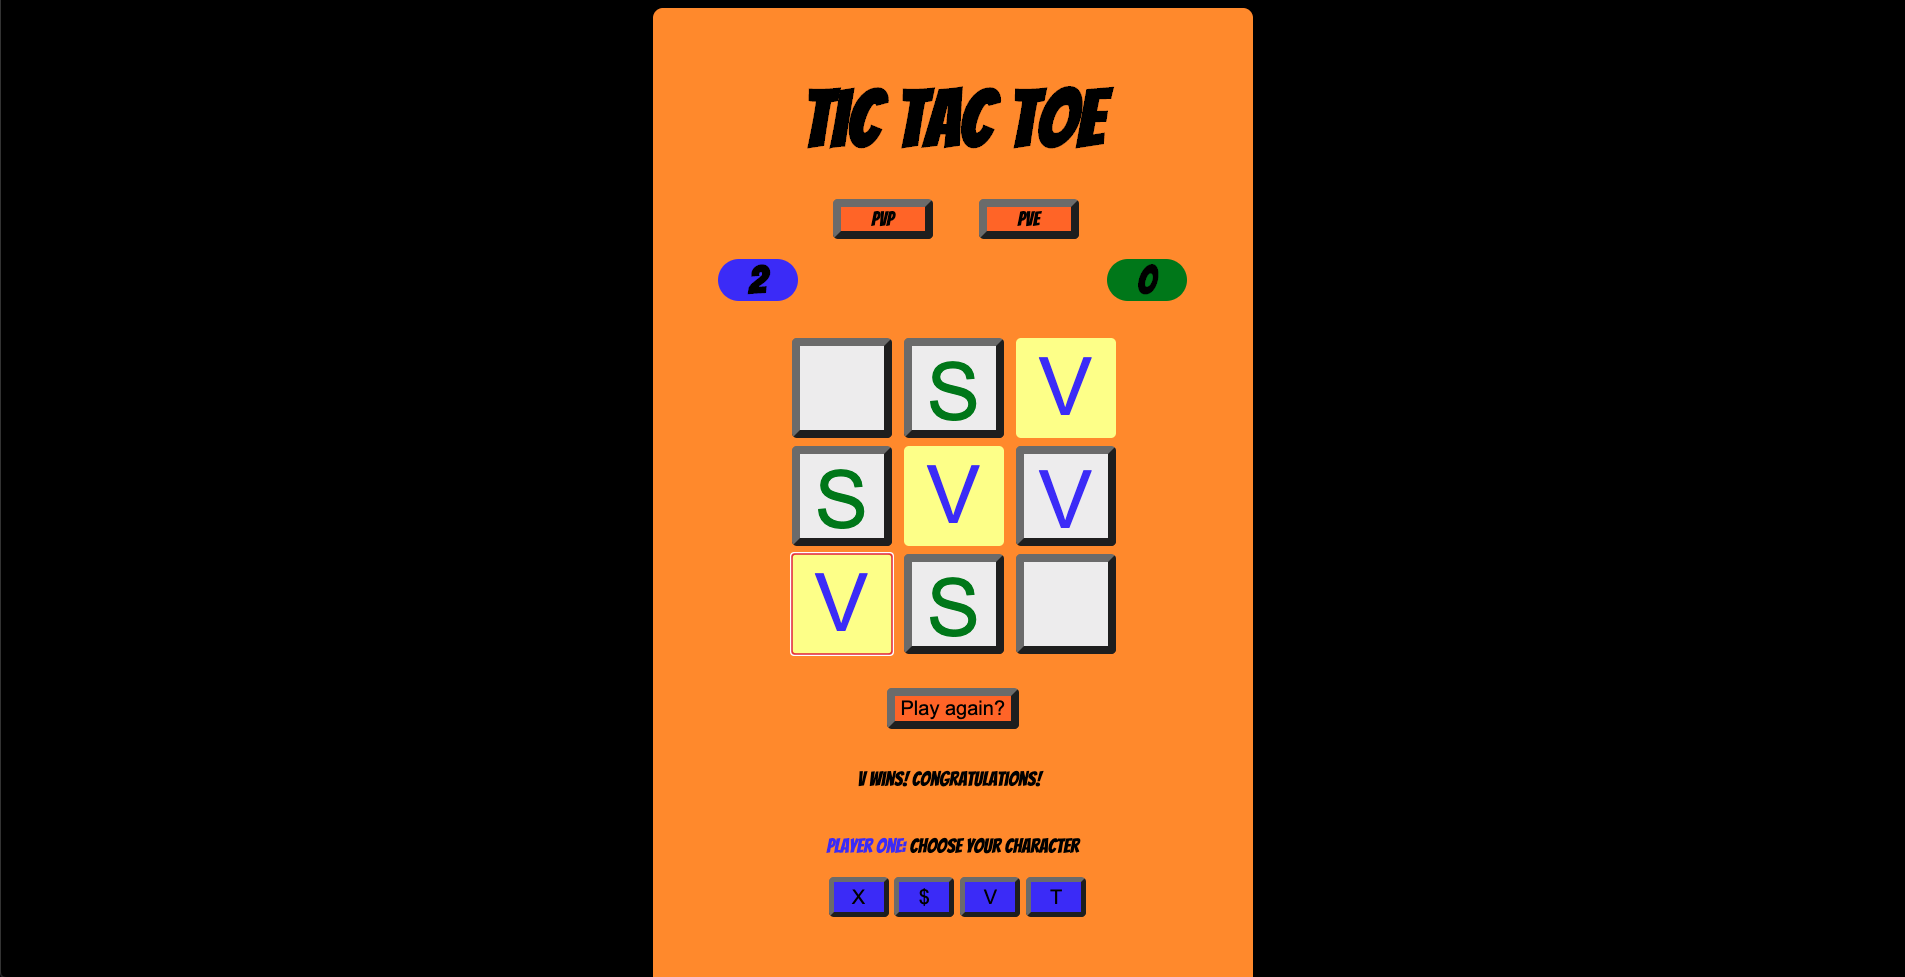 TIC TAC TOE
PVP PVE
2 0
S V
S V V
V S
Play again?
V WINS! CONGRATULATIONS!
PLAYER ONE: CHOOSE YOUR CHARACTER
X $ V T